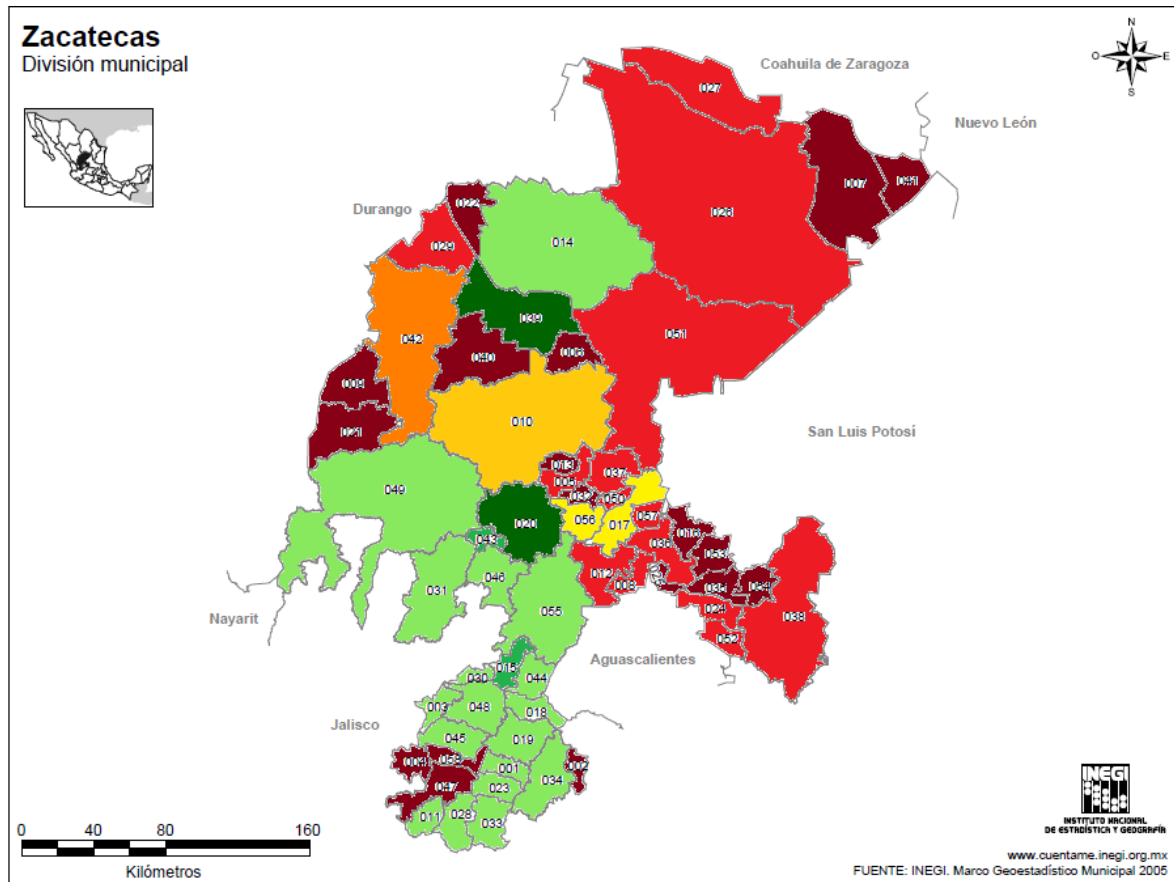 Zacatecas
División municipal
N
O
E
S
Coahuila de Zaragoza
Nuevo León
Durango
San Luis Potosí
Nayarit
Aguascalientes
Jalisco
027
007
041
026
022
029
014
039
051
042
040
006
009
010
021
013
037
005
032
050
049
020
056
017
057
043
016
036
053
046
012
008
035
054
031
024
038
055
052
015
030
044
003
048
018
045
019
004
058
001
002
047
023
034
011
028
033
0 40 80 160
Kilómetros
INEGI
INSTITUTO NACIONAL
DE ESTADÍSTICA Y GEOGRAFÍA
www.cuentame.inegi.org.mx
FUENTE: INEGI. Marco Geoestadístico Municipal 2005